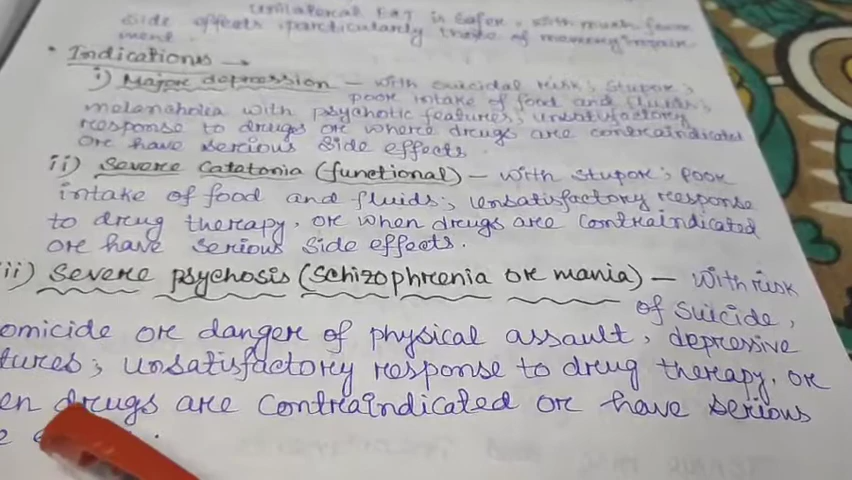 Unilateral EAT is safer, with much fewer
side effects, particularly those of memory impair-
ment.
• Indications →
i) Major depression – with suicidal risk; stupor;
poor intake of food and fluids;
melancholia with psychotic features; unsatisfactory
response to drugs or where drugs are contraindicated
or have serious side effects.
ii) Severe Catatonia (functional) – with stupor; poor
intake of food and fluids; unsatisfactory response
to drug therapy, or when drugs are contraindicated
or have serious side effects.
ii) Severe psychosis (Schizophrenia or mania) – with risk
of suicide,
omicide or danger of physical assault, depressive
tures; unsatisfactory response to drug therapy, or
en drugs are contraindicated or have serious
e